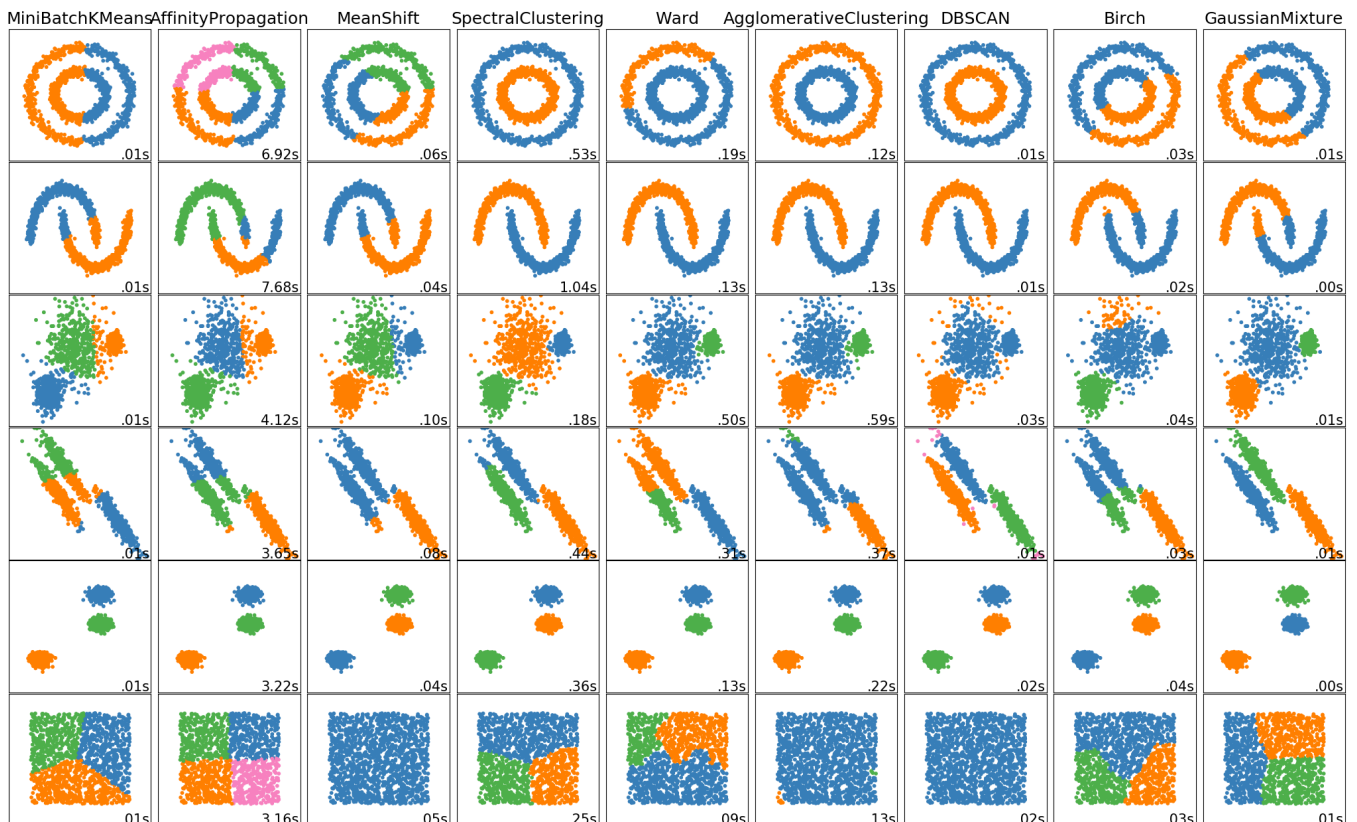 MiniBatchKMeans AffinityPropagation MeanShift SpectralClustering Ward AgglomerativeClustering DBSCAN Birch GaussianMixture
.01s 6.92s .06s .53s .19s .12s .01s .03s .01s
.01s 7.68s .04s 1.04s .13s .13s .01s .02s .00s
.01s 4.12s .10s .18s .50s .59s .03s .04s .01s
.01s 3.65s .08s .44s .31s .37s .01s .03s .01s
.01s 3.22s .04s .36s .13s .22s .02s .04s .00s
.01s 3.16s .05s .25s .09s .13s .02s .03s .01s